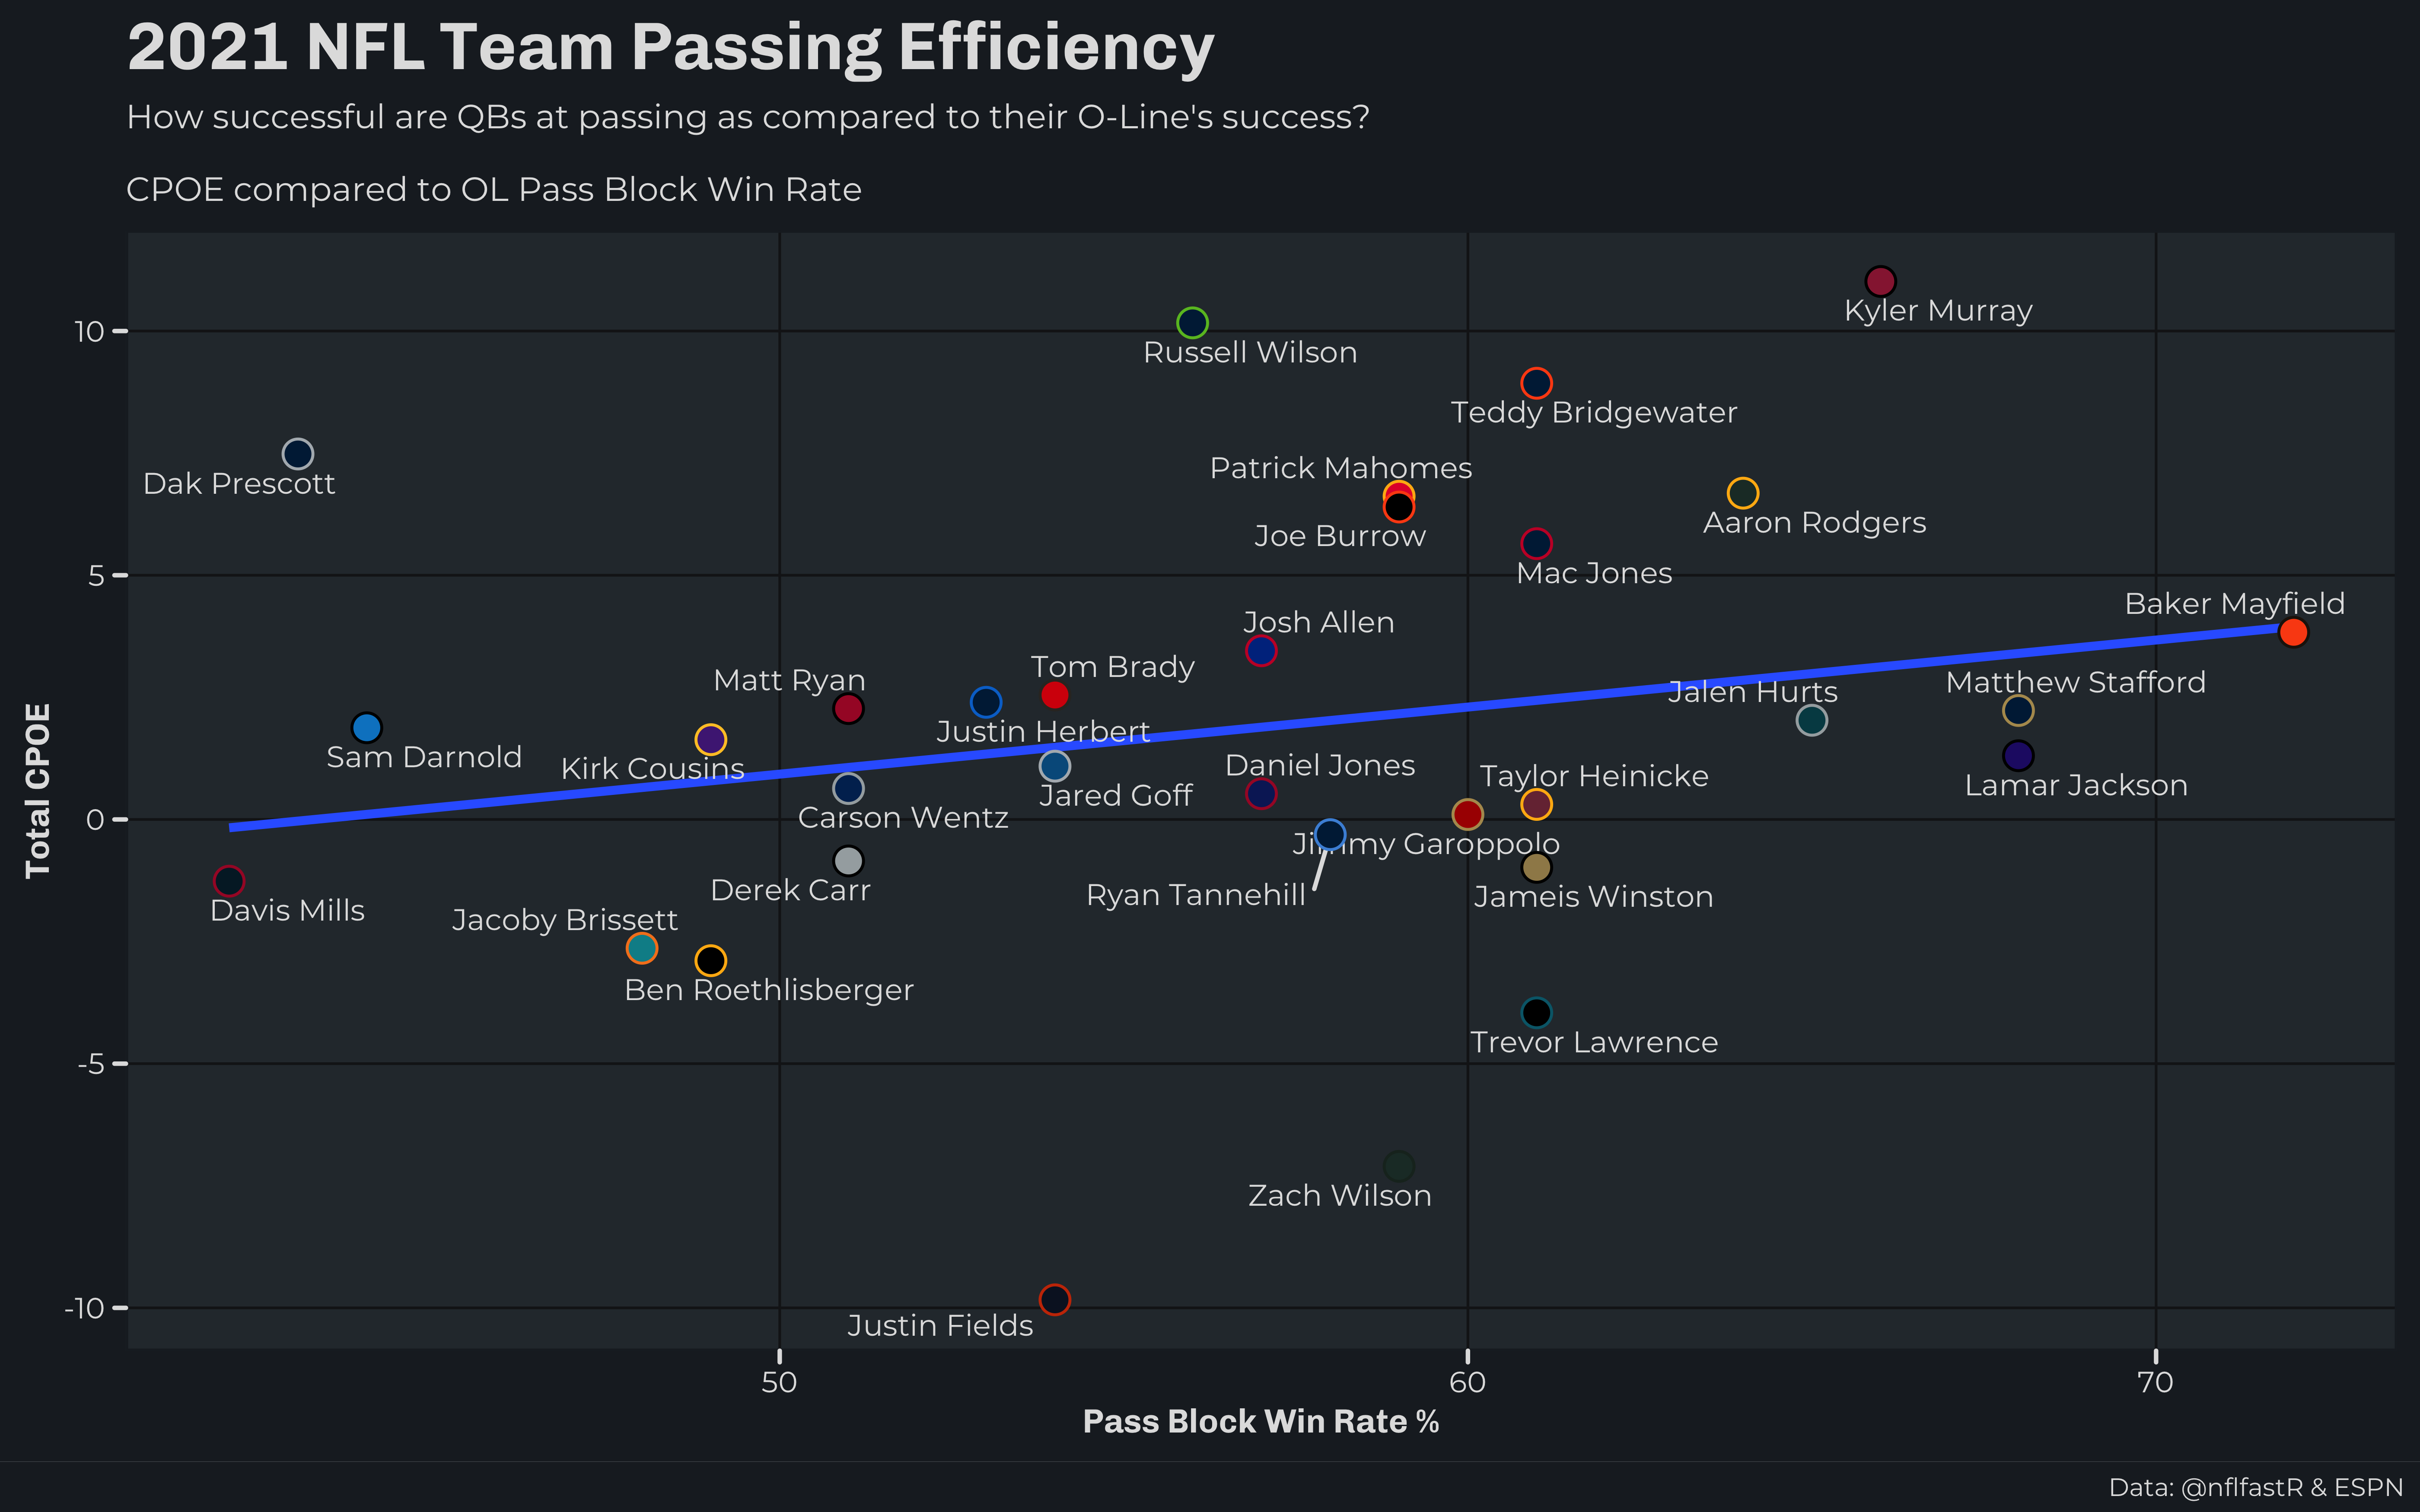 2021 NFL Team Passing Efficiency
How successful are QBs at passing as compared to their O-Line's success?
CPOE compared to OL Pass Block Win Rate
Kyler Murray
10
Russell Wilson
Teddy Bridgewater
Patrick Mahomes
Dak Prescott
Aaron Rodgers
Joe Burrow
Mac Jones
5
Baker Mayfield
Josh Allen
Tom Brady
Matt Ryan
Matthew Stafford
Jalen Hurts
Justin Herbert
Sam Darnold
Kirk Cousins
Daniel Jones
Taylor Heinicke
Lamar Jackson
Jared Goff
Carson Wentz
0
Total CPOE
Jimmy Garoppolo
Derek Carr
Ryan Tannehill
Jameis Winston
Davis Mills
Jacoby Brissett
Ben Roethlisberger
Trevor Lawrence
-5
Zach Wilson
-10
Justin Fields
50
60
70
Pass Block Win Rate %
Data: @nflfastR & ESPN